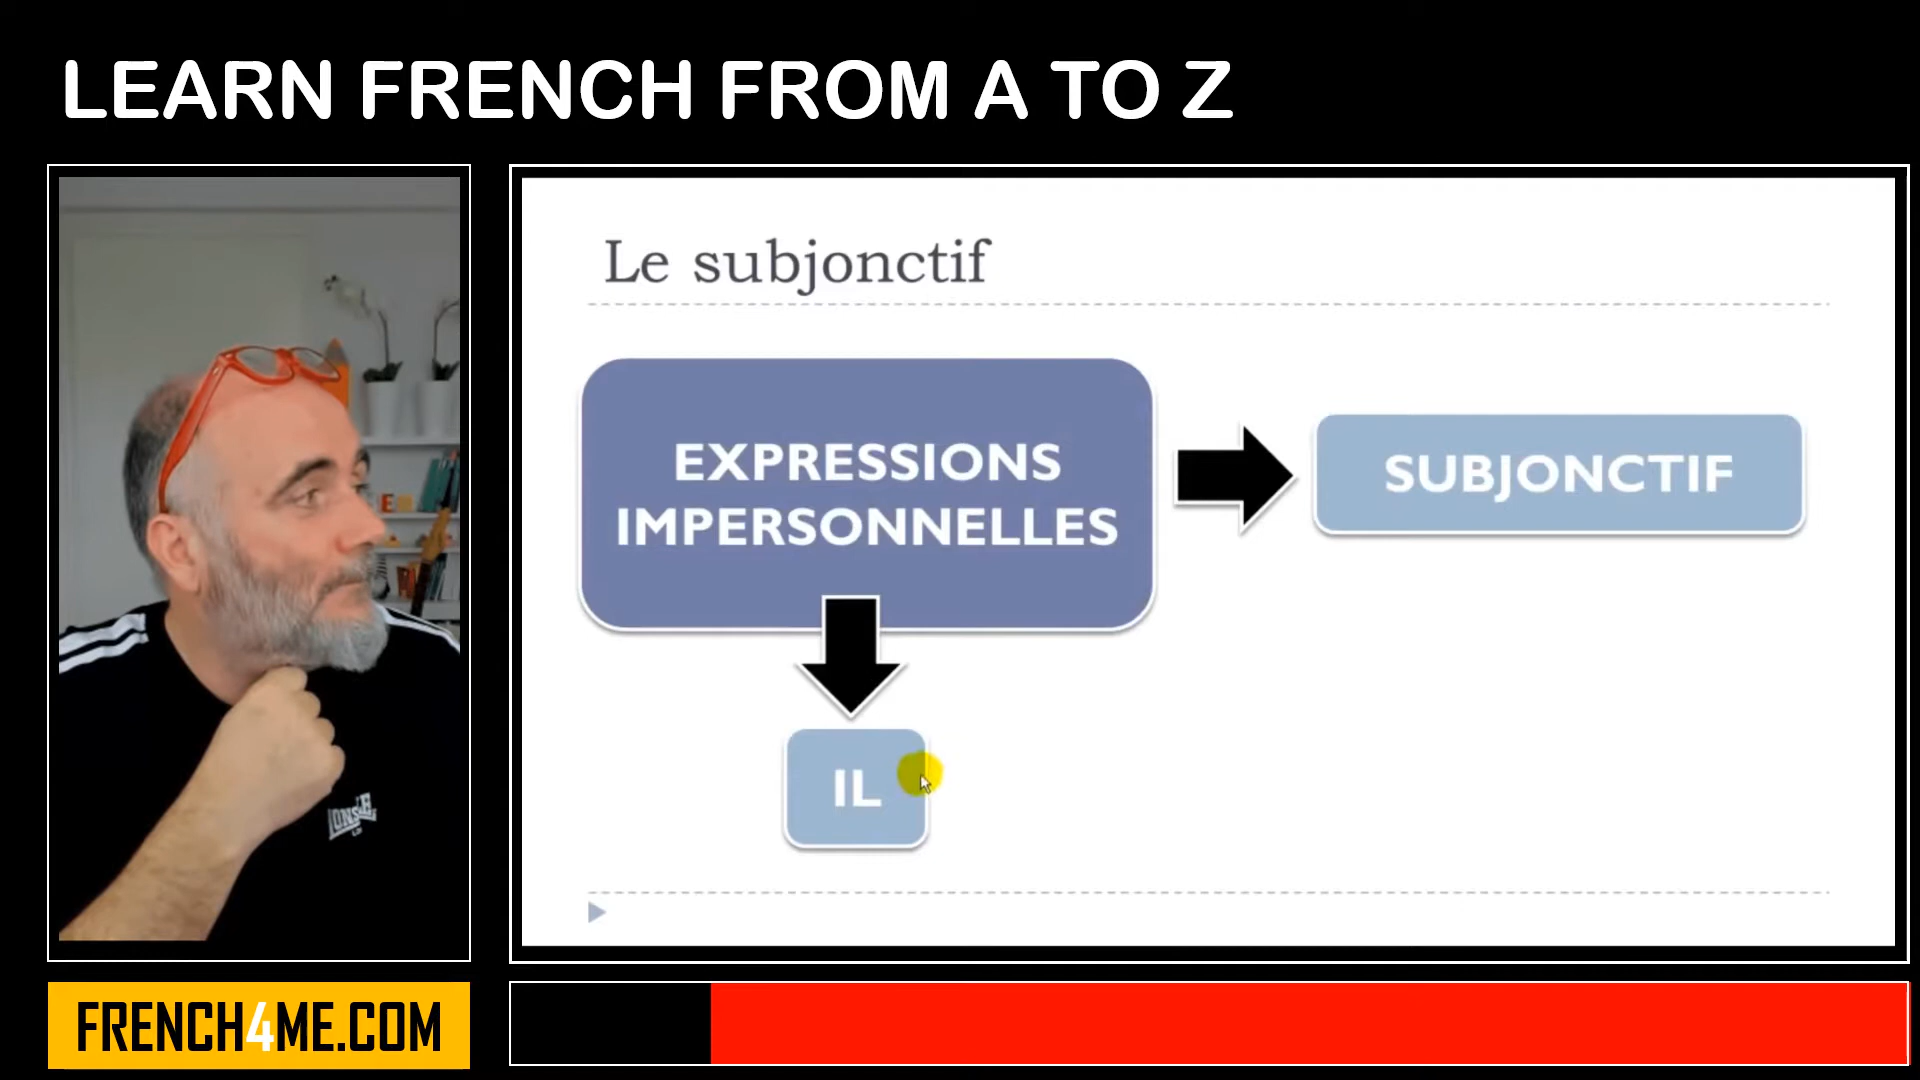 LEARN FRENCH FROM A TO Z
Le subjonctif
EXPRESSIONS
IMPERSONNELLES
SUBJONCTIF
IL
FRENCH4ME.COM